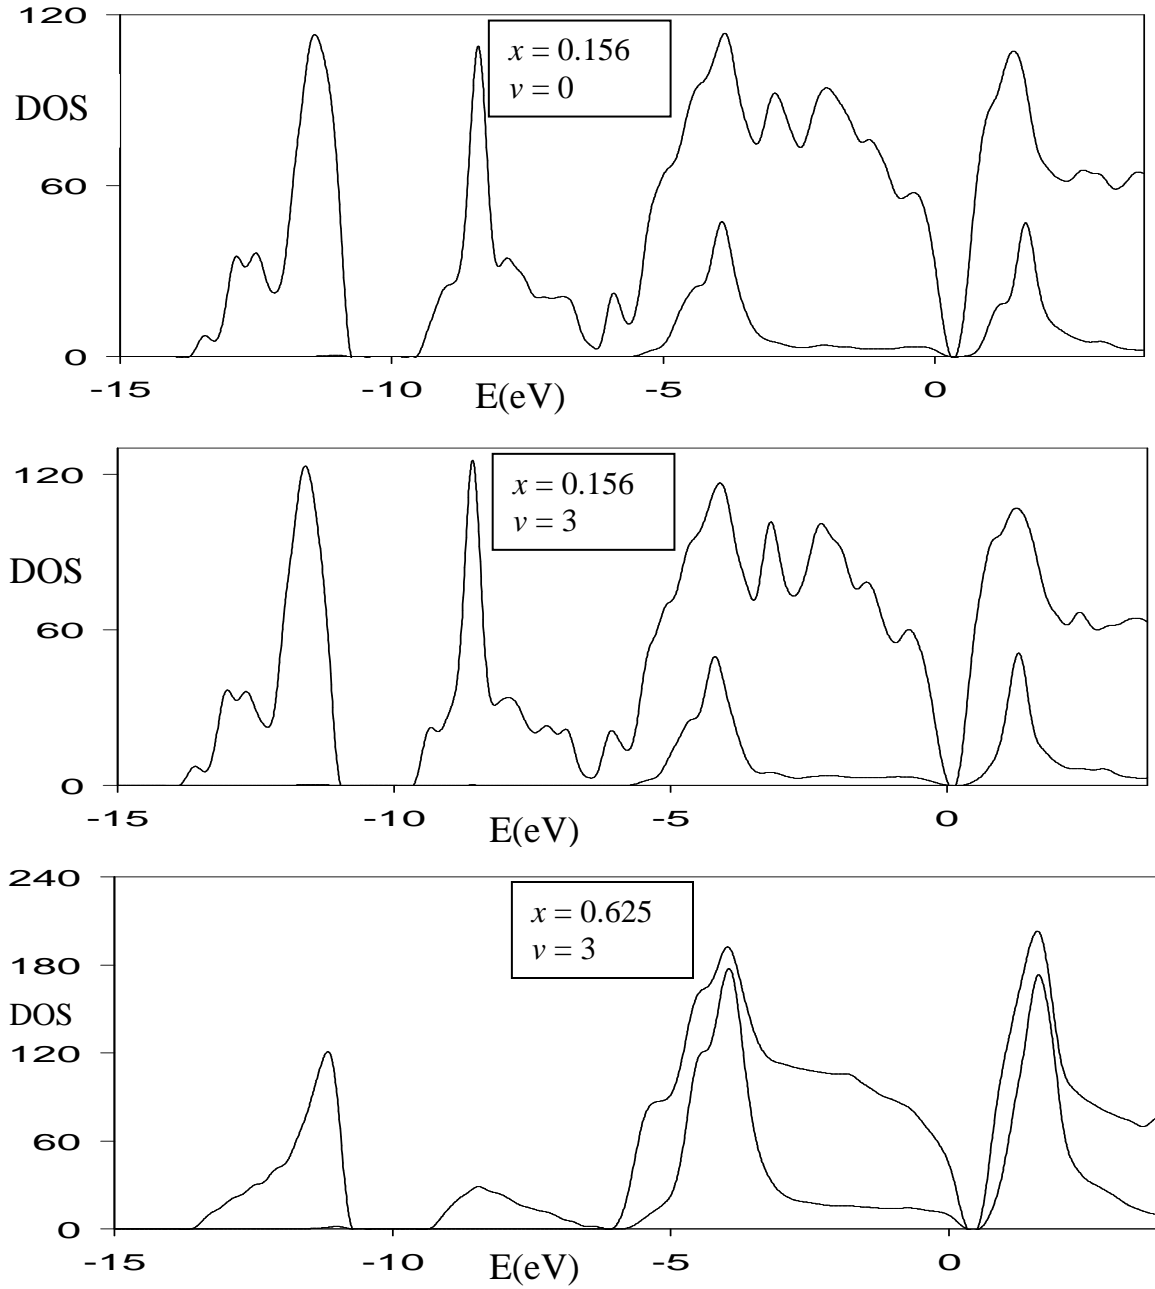 120
x = 0.156
v = 0
DOS
60
0
-15 -10 -5 0
E(eV)
120
x = 0.156
v = 3
DOS
60
0
-15 -10 -5 0
E(eV)
240
x = 0.625
v = 3
180
DOS
120
60
0
-15 -10 -5 0
E(eV)